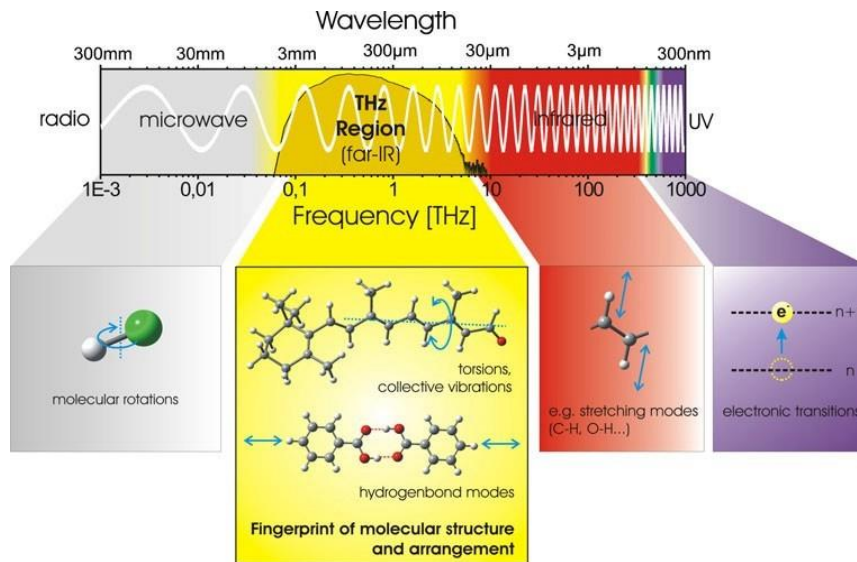 Wavelength
300mm 30mm 3mm 300µm 30µm 3µm 300nm
radio microwave THz Region (far-IR) infrared UV
1E-3 0,01 0,1 1 10 100 1000
Frequency [THz]
molecular rotations
torsions,
collective vibrations
hydrogenbond modes
Fingerprint of molecular structure
and arrangement
e.g. stretching modes
(C-H, O-H...)
e- n+
n
electronic transitions